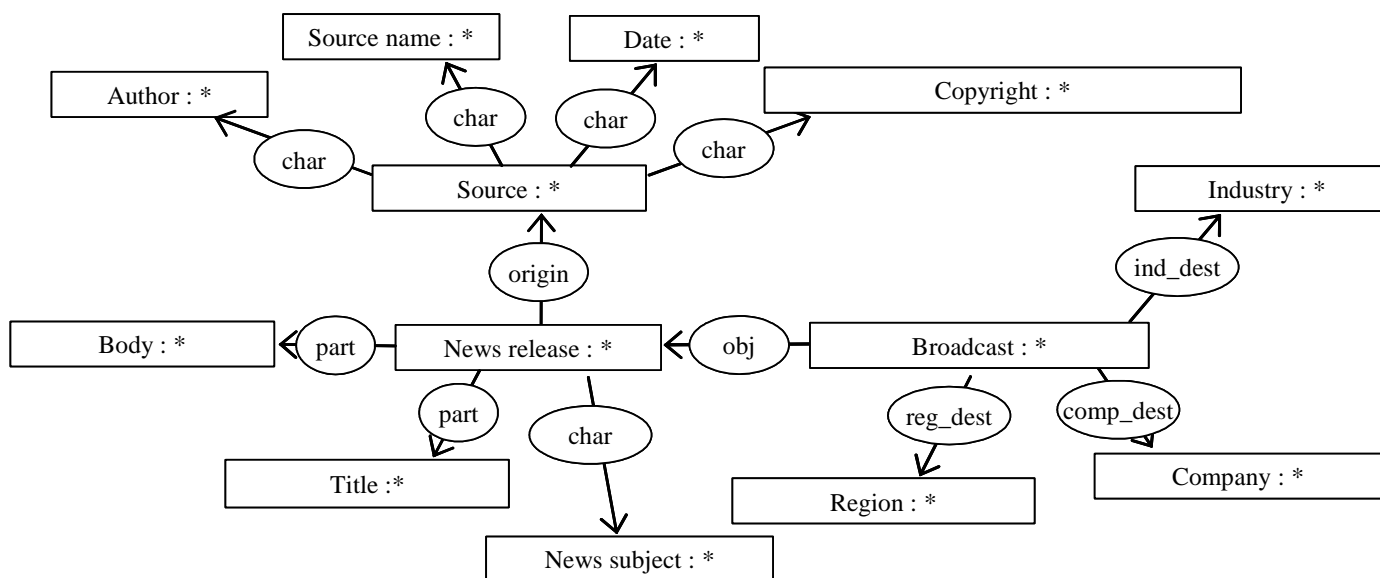 Source name : *
Date : *
Author : *
Copyright : *
char
char
char
char
Source : *
Industry : *
origin
ind_dest
Body : *
part
News release : *
obj
Broadcast : *
part
char
reg_dest
comp_dest
Title :*
Region : *
Company : *
News subject : *